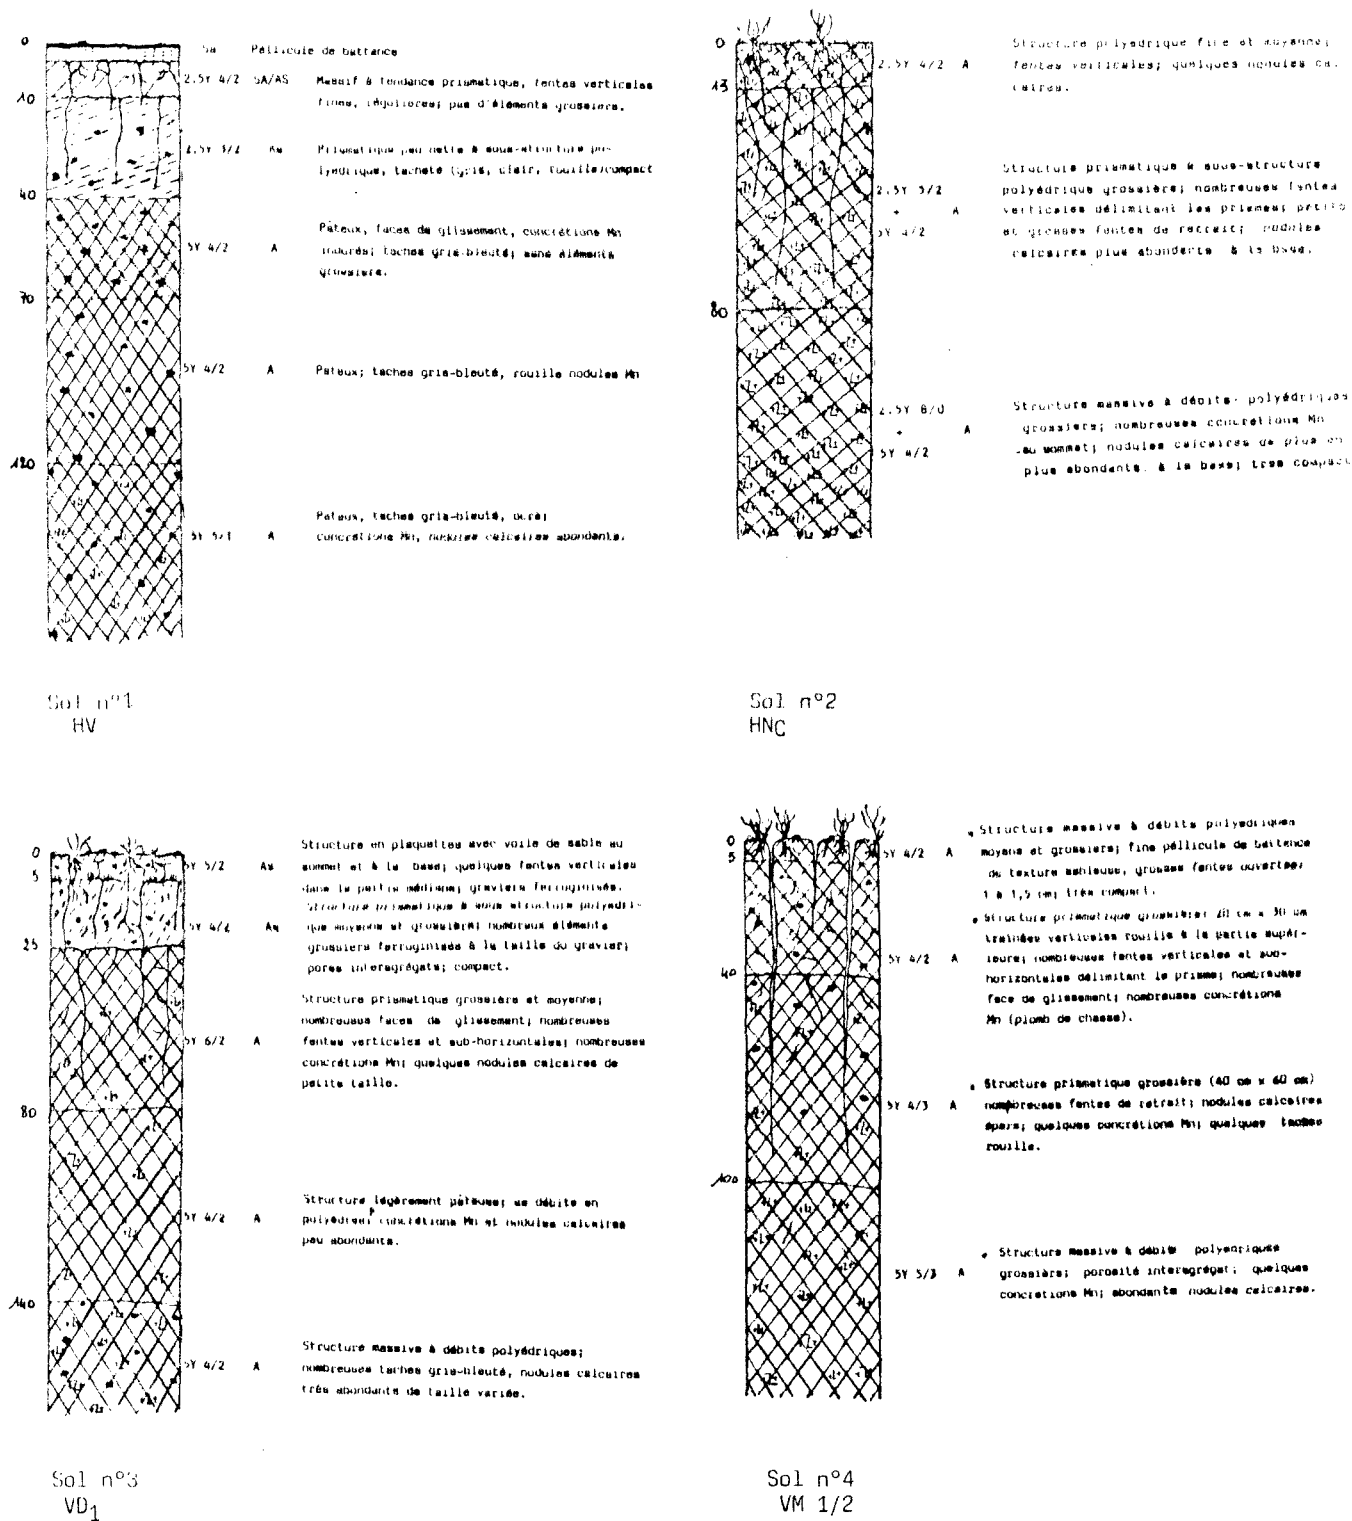 0
Sa Péllicule de battance
2.5Y 4/2 SA/AS Massif à tendance prismatique, fentes verticales
fines, régulières; pas d'éléments grossiers.
10
2.5Y 5/2 As Prismatique peu nette à sous-structure po-
lyédrique, tacheté (gris, clair, rouille)compact
40
5Y 4/2 A Pâteux, faces de glissement, concrétions Mn
indurés; taches gris-bleuté; sans éléments
grossiers.
70
5Y 4/2 A Pateux; taches gris-bleuté, rouille nodules Mn
120
5Y 5/1 A Pateux, taches gris-bleuté, ocre;
concrétions Mn, nodules calcaires abondants.
Sol n°1
HV
0
2.5Y 4/2 A Structure polyédrique fine et moyenne;
fentes verticales; quelques nodules cal
caires.
15
2.5Y 5/2
+ A
5Y 4/2
Structure prismatique à sous-structure
polyédrique grossière; nombreuses fentes
verticales délimitant les prismes; petits
et grosses fentes de retrait; nodules
calcaires plus abondants à la base.
80
2.5Y 8/0
+ A
5Y 4/2
Structure massive à débits polyédriques
grossiers; nombreuses concrétions Mn
au sommet; nodules calcaires de plus en
plus abondants à la base; tres compact
Sol n°2
HNC
0
5Y 5/2 As Structure en plaquettes avec voile de sable au
sommet et à la base; quelques fentes verticales
dans la partie médiane; graviers ferruginisés.
5
5Y 4/2 As Structure prismatique à sous structure polyédri-
que moyenne et grossière; nombreux éléments
grossiers ferruginisés à la taille du gravier;
pores interagrégats; compact.
25
5Y 6/2 A Structure prismatique grossière et moyenne;
nombreuses faces de glissement; nombreuses
fentes verticales et sub-horizontales; nombreuses
concrétions Mn; quelques nodules calcaires de
petite taille.
80
5Y 4/2 A Structure légèrement pâteuse; se débite en
polyèdres; concrétions Mn et nodules calcaires
peu abondants.
140
5Y 4/2 A Structure massive à débits polyédriques;
nombreuses taches gris-bleuté, nodules calcaires
très abondants de taille variée.
Sol n°3
VD1
0
5
5Y 4/2 A Structure massive à débits polyédriques
moyens et grossiers; fine péllicule de battance
de texture sableuse, grosses fentes ouvertes;
1 à 1,5 cm; très compact.
5Y 4/2 A Structure prismatique grossière: 20 cm x 30 cm
trainées verticales rouille à la partie supér-
ieure; nombreuses fentes verticales et sub-
horizontales délimitant le prisme; nombreuses
face de glissement; nombreuses concrétions
Mn (plomb de chasse).
40
5Y 4/3 A Structure prismatique grossière (40 cm x 60 cm)
nombreuses fentes de retrait; nodules calcaires
épars; quelques concrétions Mn; quelques taches
rouille.
100
5Y 5/3 A Structure massive à débits polyédriques
grossièrs; porosité interagrégat; quelques
concretions Mn; abondants nodules calcaires.
Sol n°4
VM 1/2